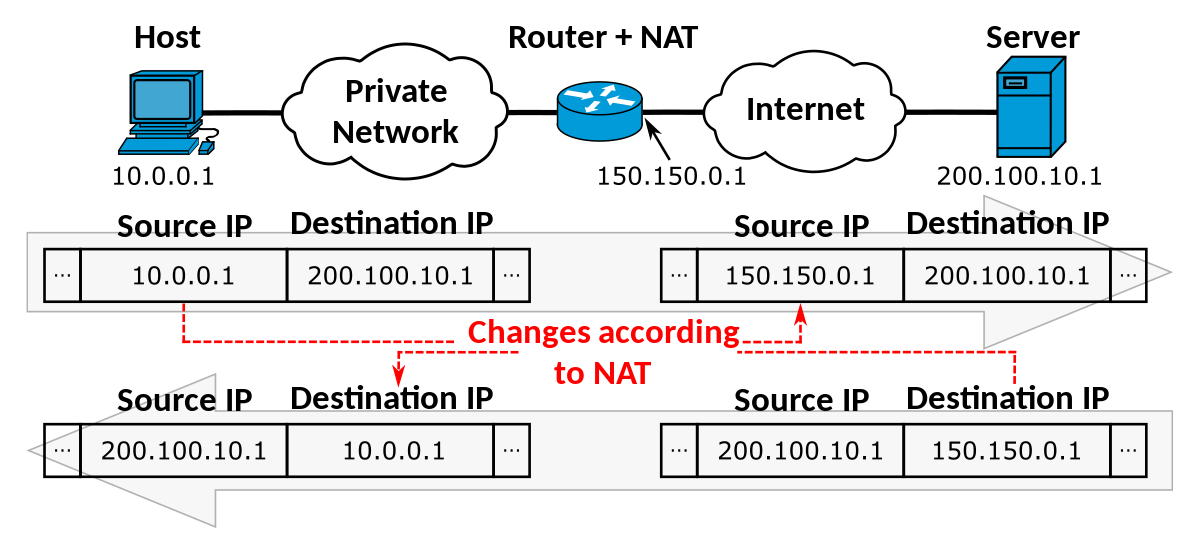 Host
Router + NAT
Server
Private
Network
Internet
10.0.0.1
150.150.0.1
200.100.10.1
Source IP Destination IP Source IP Destination IP
... 10.0.0.1 200.100.10.1 ... ... 150.150.0.1 200.100.10.1 ...
Changes according
to NAT
Source IP Destination IP Source IP Destination IP
... 200.100.10.1 10.0.0.1 ... ... 200.100.10.1 150.150.0.1 ...